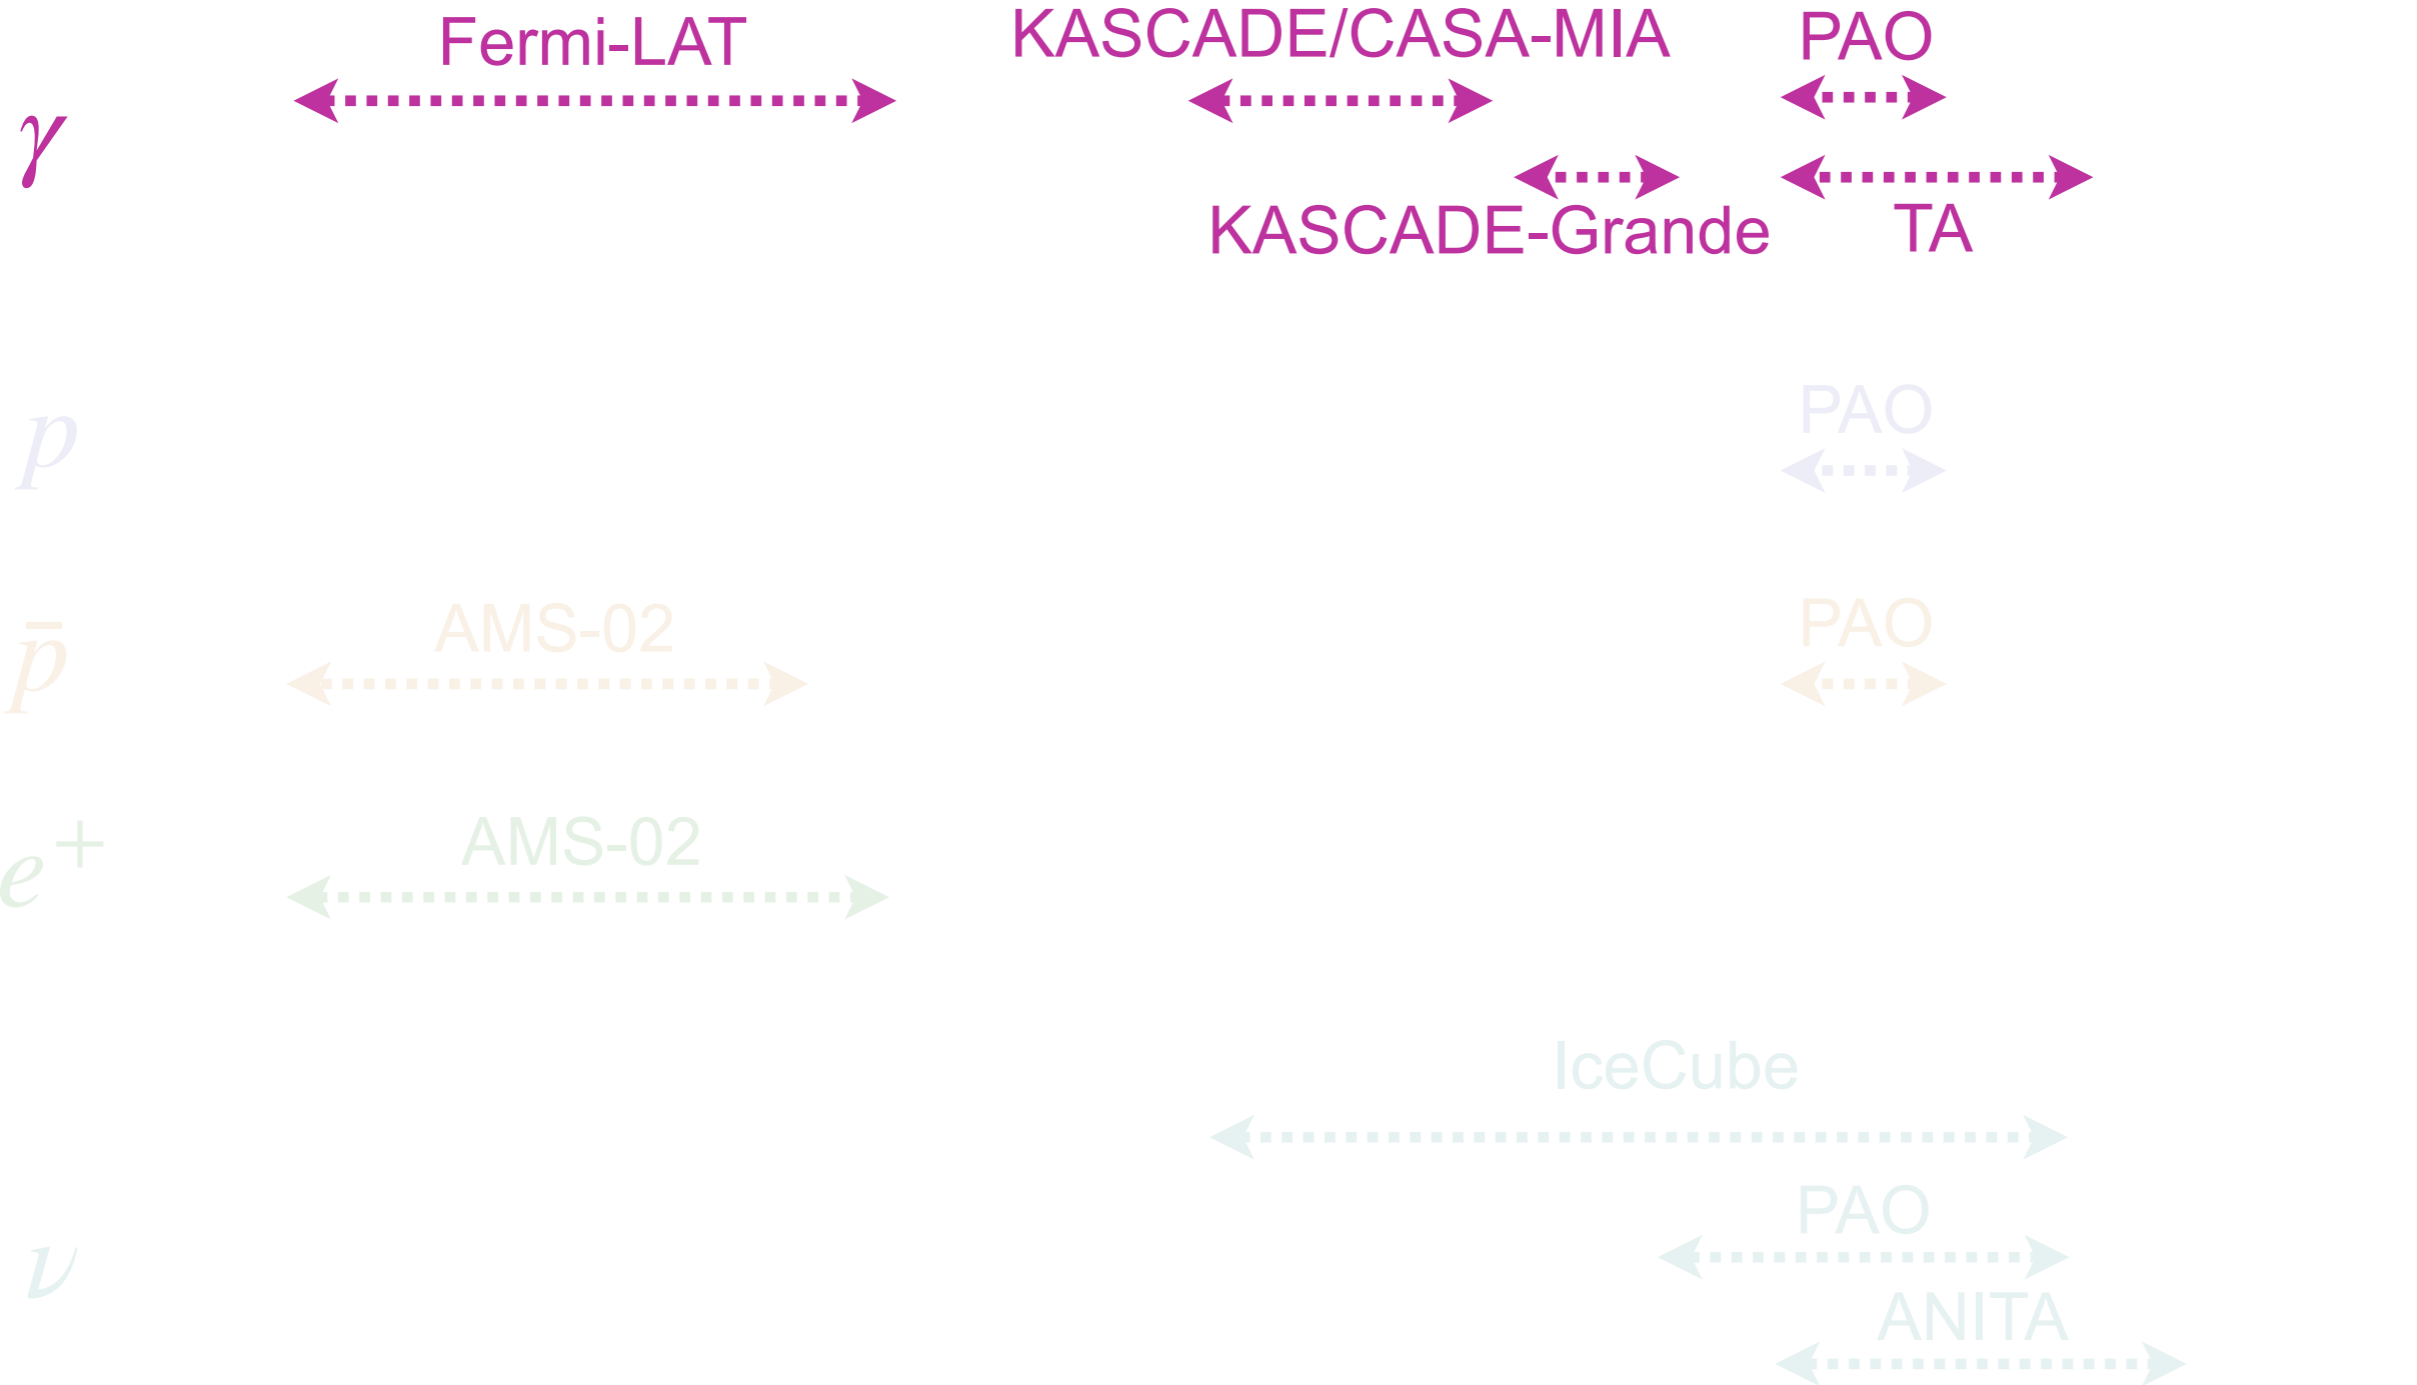 Fermi-LAT KASCADE/CASA-MIA PAO
γ
KASCADE-Grande TA
p PAO
p̄ AMS-02 PAO
e⁺ AMS-02
IceCube
PAO
ν
ANITA